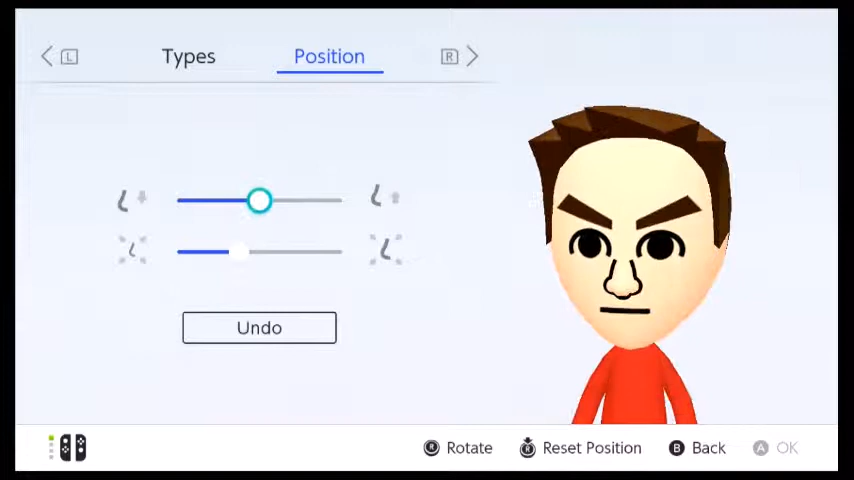 L Types Position R
Undo
R Rotate R Reset Position B Back A OK